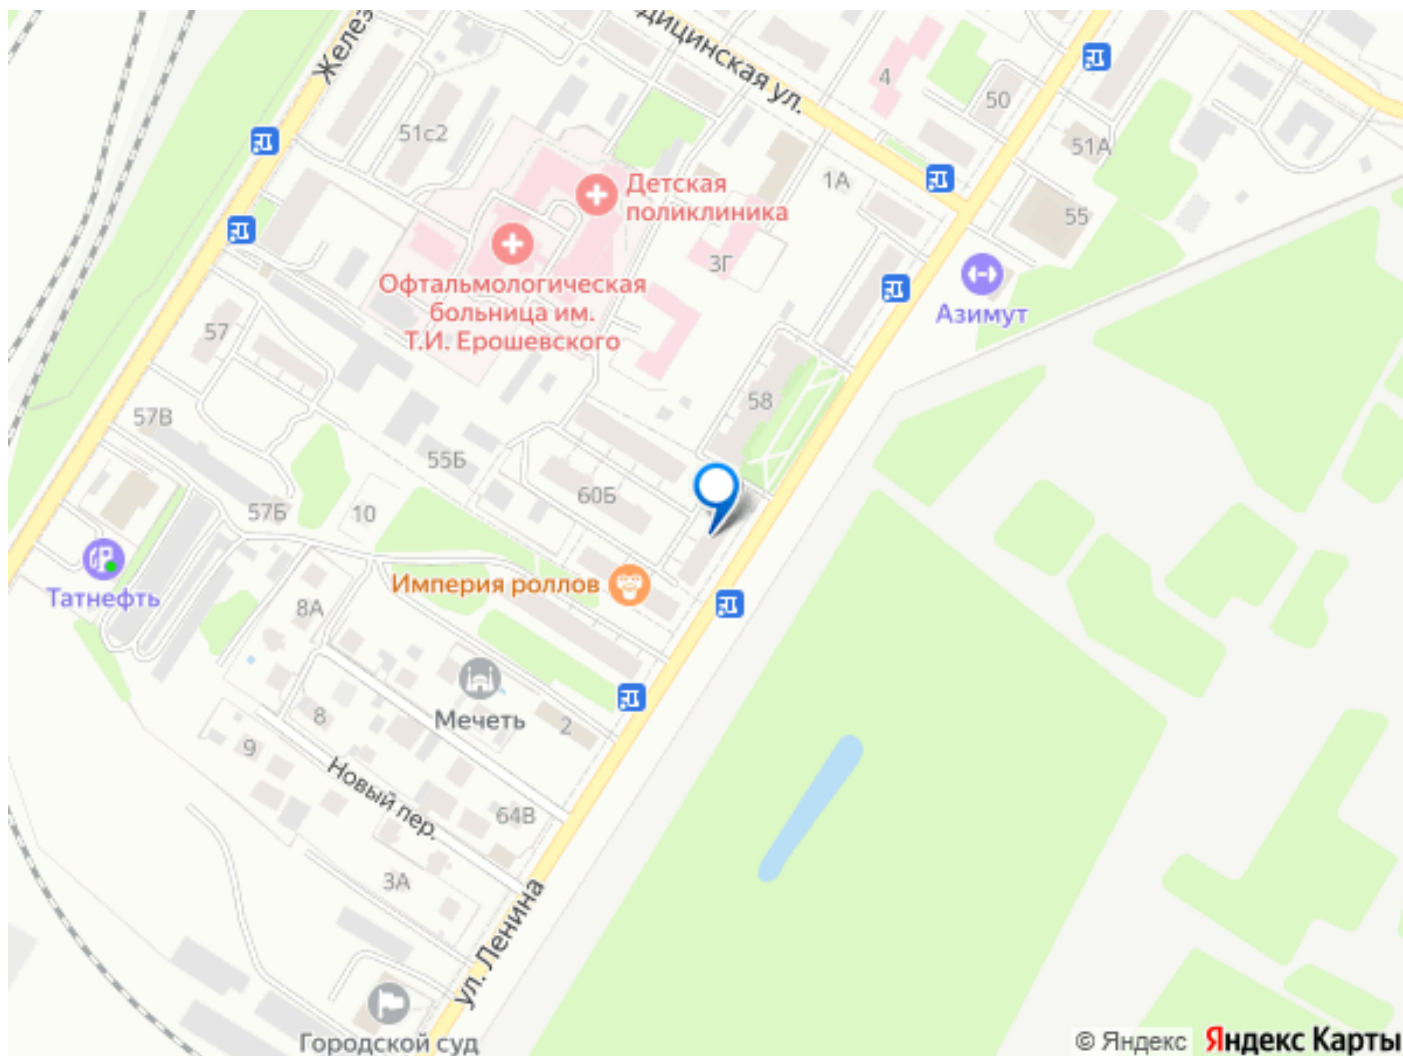 Желез
дицинская ул.
4
50
51с2
51А
1А
Детская
поликлиника
55
3Г
Офтальмологическая
больница им.
Т.И. Ерошевского
Азимут
57
58
57В
55Б
60Б
57Б
10
Империя роллов
Татнефть
8А
Мечеть
8
2
9
Новый пер.
64В
3А
ул. Ленина
Городской суд
© Яндекс Яндекс Карты